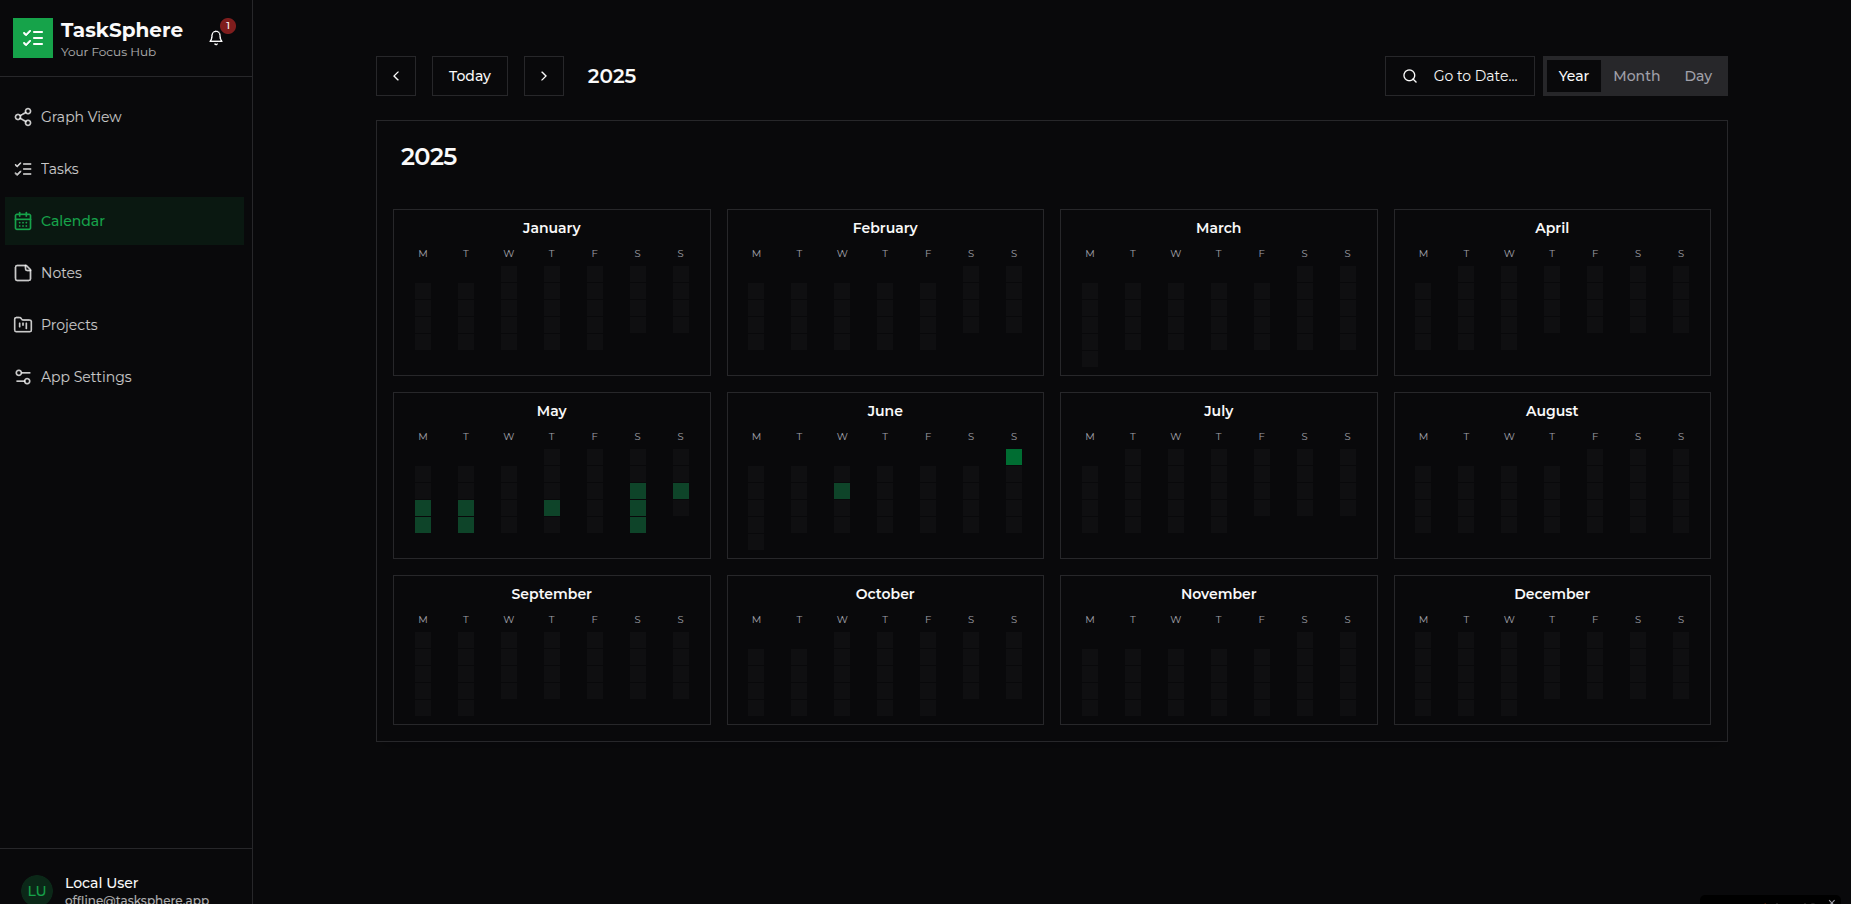 TaskSphere
Your Focus Hub
1
Graph View
Tasks
Calendar
Notes
Projects
App Settings
LU
Local User
offline@tasksphere.app
Today
2025
Go to Date...
Year Month Day
2025
January February March April
M T W T F S S M T W T F S S M T W T F S S M T W T F S S
May June July August
M T W T F S S M T W T F S S M T W T F S S M T W T F S S
September October November December
M T W T F S S M T W T F S S M T W T F S S M T W T F S S